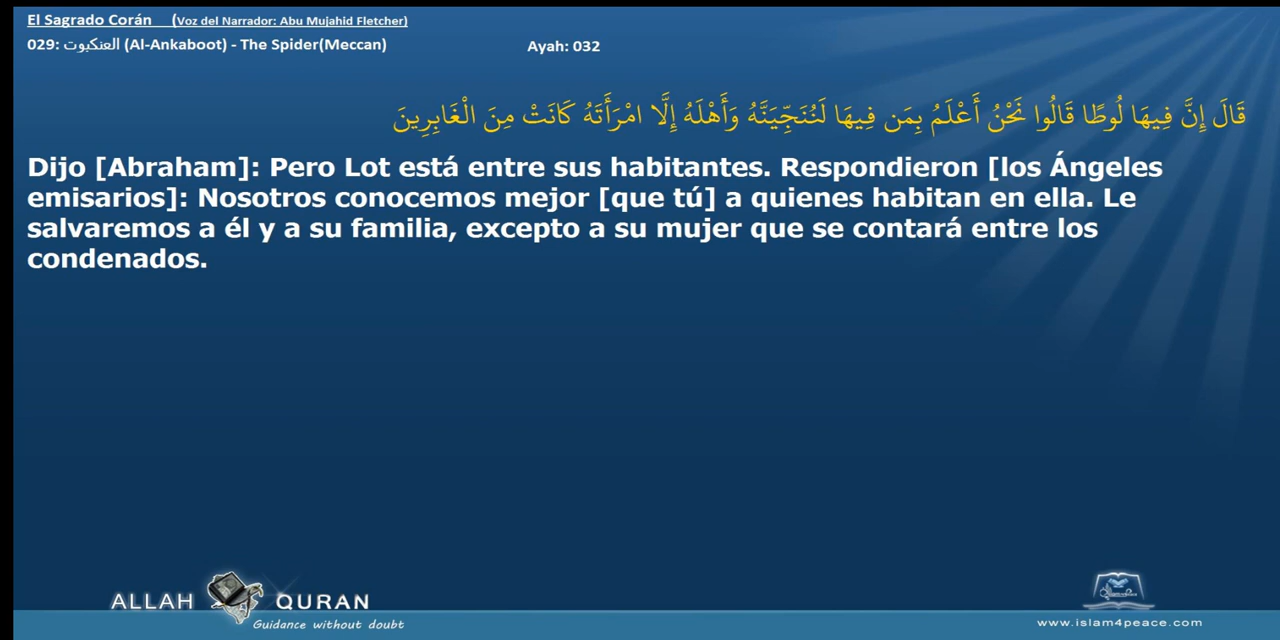 El Sagrado Corán (Voz del Narrador: Abu Mujahid Fletcher)
029: العنكبوت (Al-Ankaboot) - The Spider(Meccan) Ayah: 032
قَالَ إِنَّ فِيهَا لُوطًا قَالُوا نَحْنُ أَعْلَمُ بِمَن فِيهَا لَنُنَجِّيَنَّهُ وَأَهْلَهُ إِلَّا امْرَأَتَهُ كَانَتْ مِنَ الْغَابِرِينَ
Dijo [Abraham]: Pero Lot está entre sus habitantes. Respondieron [los Ángeles
emisarios]: Nosotros conocemos mejor [que tú] a quienes habitan en ella. Le
salvaremos a él y a su familia, excepto a su mujer que se contará entre los
condenados.
ALLAH QURAN
Guidance without doubt
www.islam4peace.com